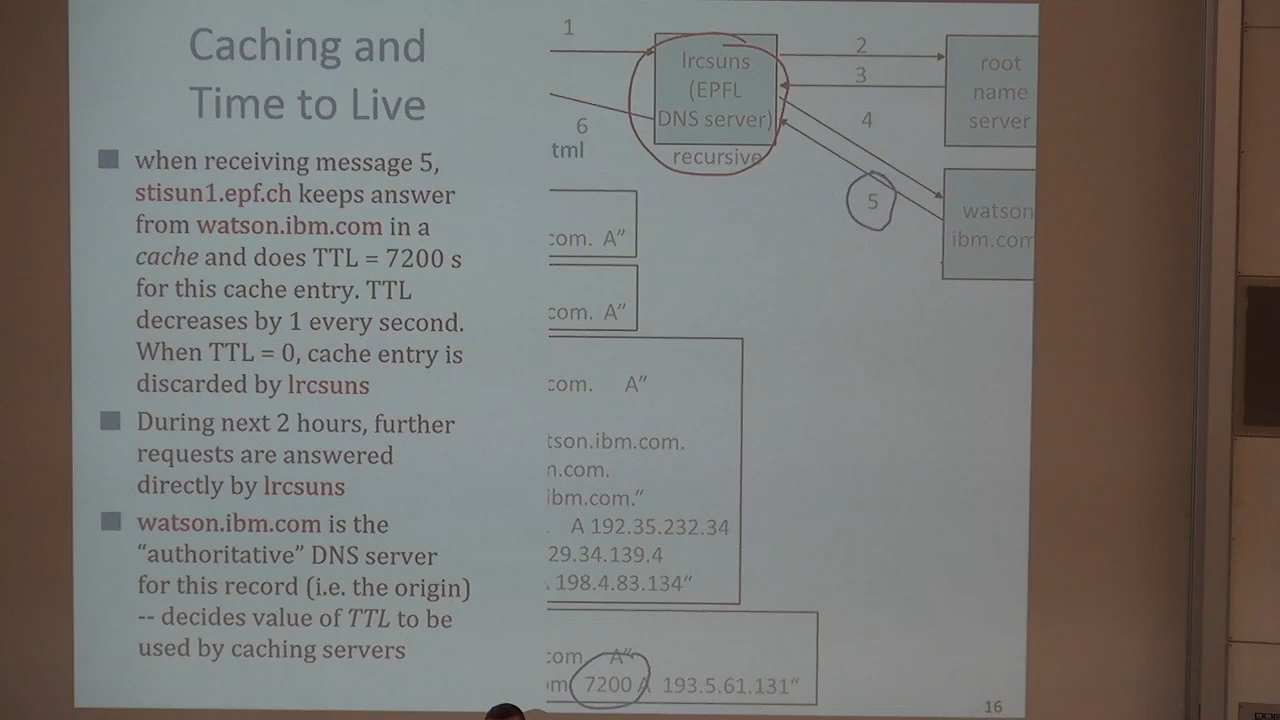 Caching and
Time to Live
when receiving message 5,
stisun1.epf.ch keeps answer
from watson.ibm.com in a
cache and does TTL = 7200 s
for this cache entry. TTL
decreases by 1 every second.
When TTL = 0, cache entry is
discarded by lrcsuns
During next 2 hours, further
requests are answered
directly by lrcsuns
watson.ibm.com is the
“authoritative” DNS server
for this record (i.e. the origin)
-- decides value of TTL to be
used by caching servers
1
lrcsuns
(EPFL
DNS server)
recursive
2
3
root
name
server
4
5
watson
ibm.com
6
tml
com. A”
com. A”
com. A”
tson.ibm.com.
m.com.
ibm.com.“
. A 192.35.232.34
29.34.139.4
198.4.83.134“
com. A”
om 7200 A 193.5.61.131“
16